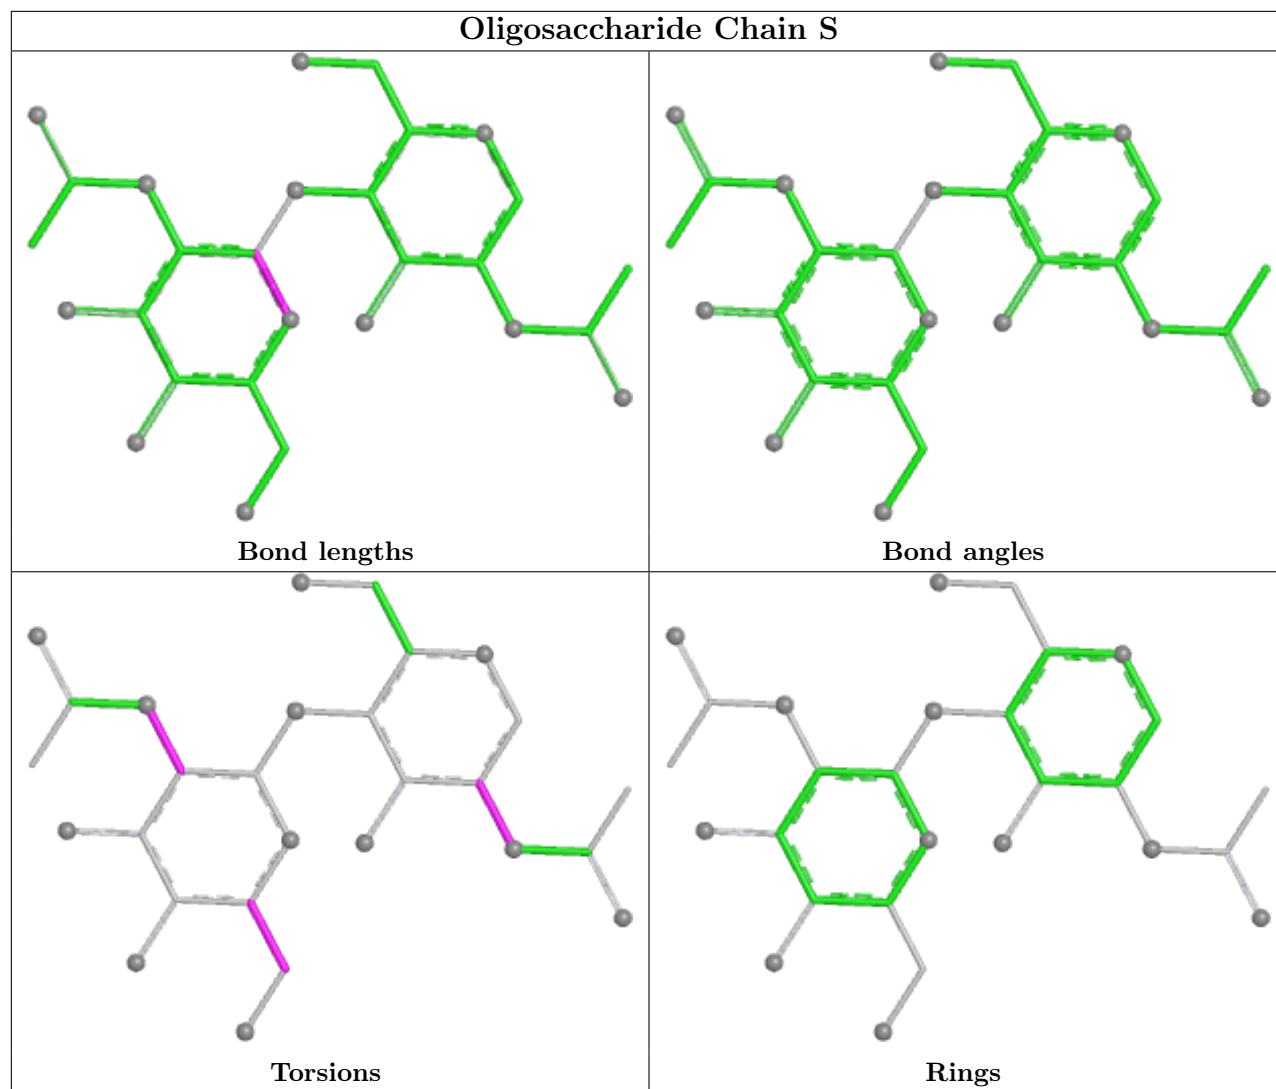 Oligosaccharide Chain S
Bond lengths
Bond angles
Torsions
Rings